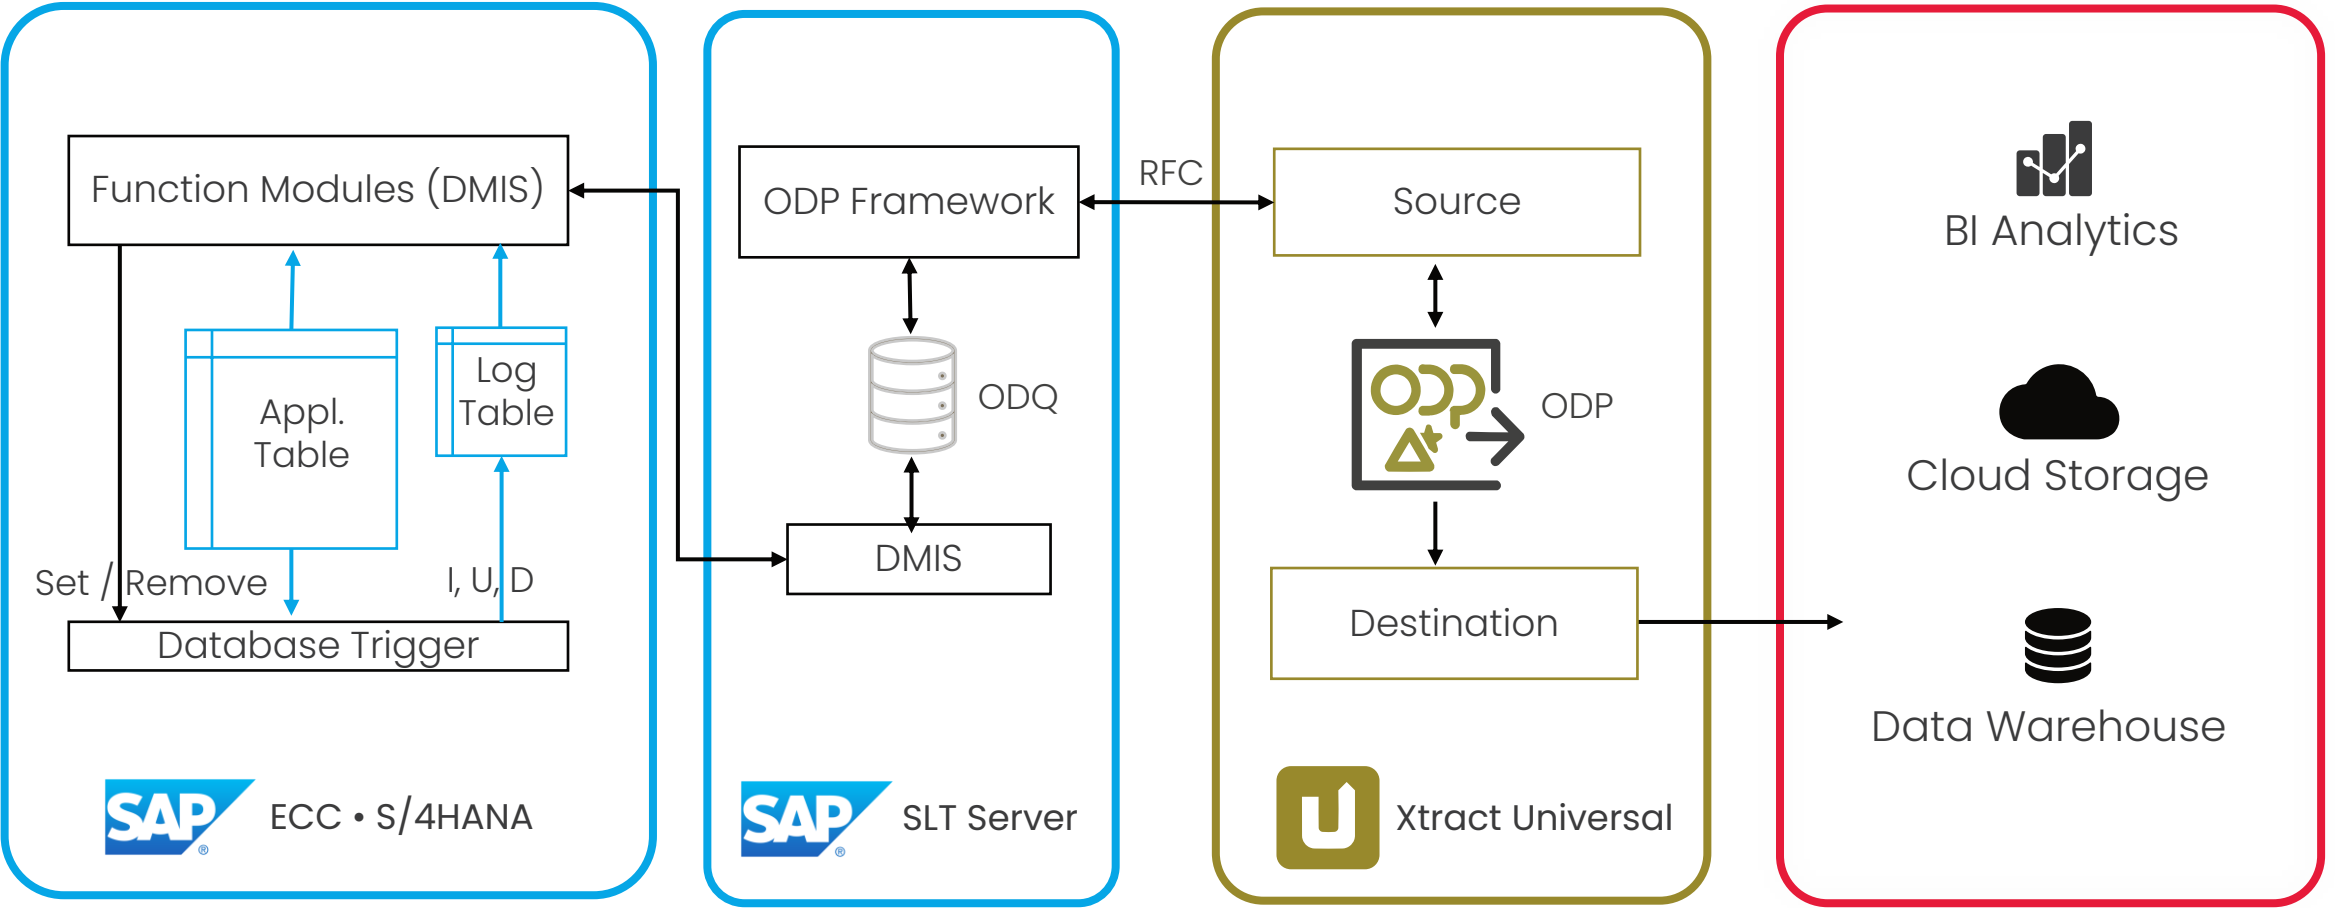 Function Modules (DMIS)
Appl.
Table
Log
Table
Set / Remove
I, U, D
Database Trigger
SAP ®
ECC • S/4HANA
ODP Framework
ODQ
DMIS
SAP ®
SLT Server
RFC
Source
ODP
ODP
Destination
U
Xtract Universal
BI Analytics
Cloud Storage
Data Warehouse